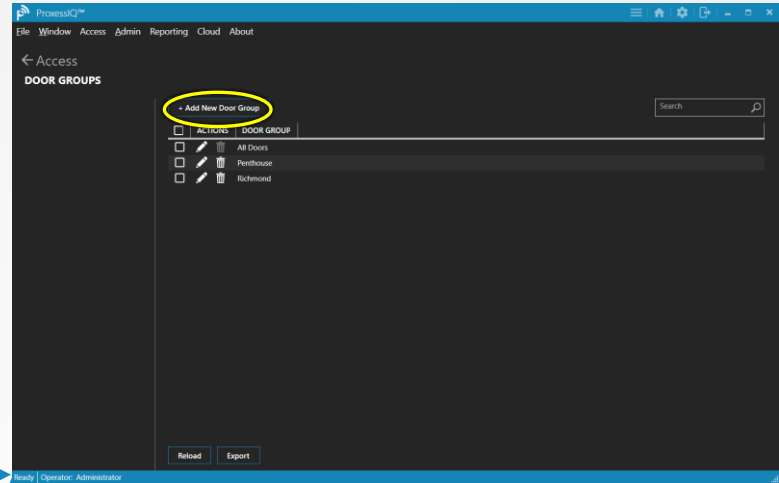 ProxessIQ™
File Window Access Admin Reporting Cloud About
Access
DOOR GROUPS
+ Add New Door Group
Search
ACTIONS DOOR GROUP
All Doors
Penthouse
Richmond
Reload Export
Ready Operator: Administrator